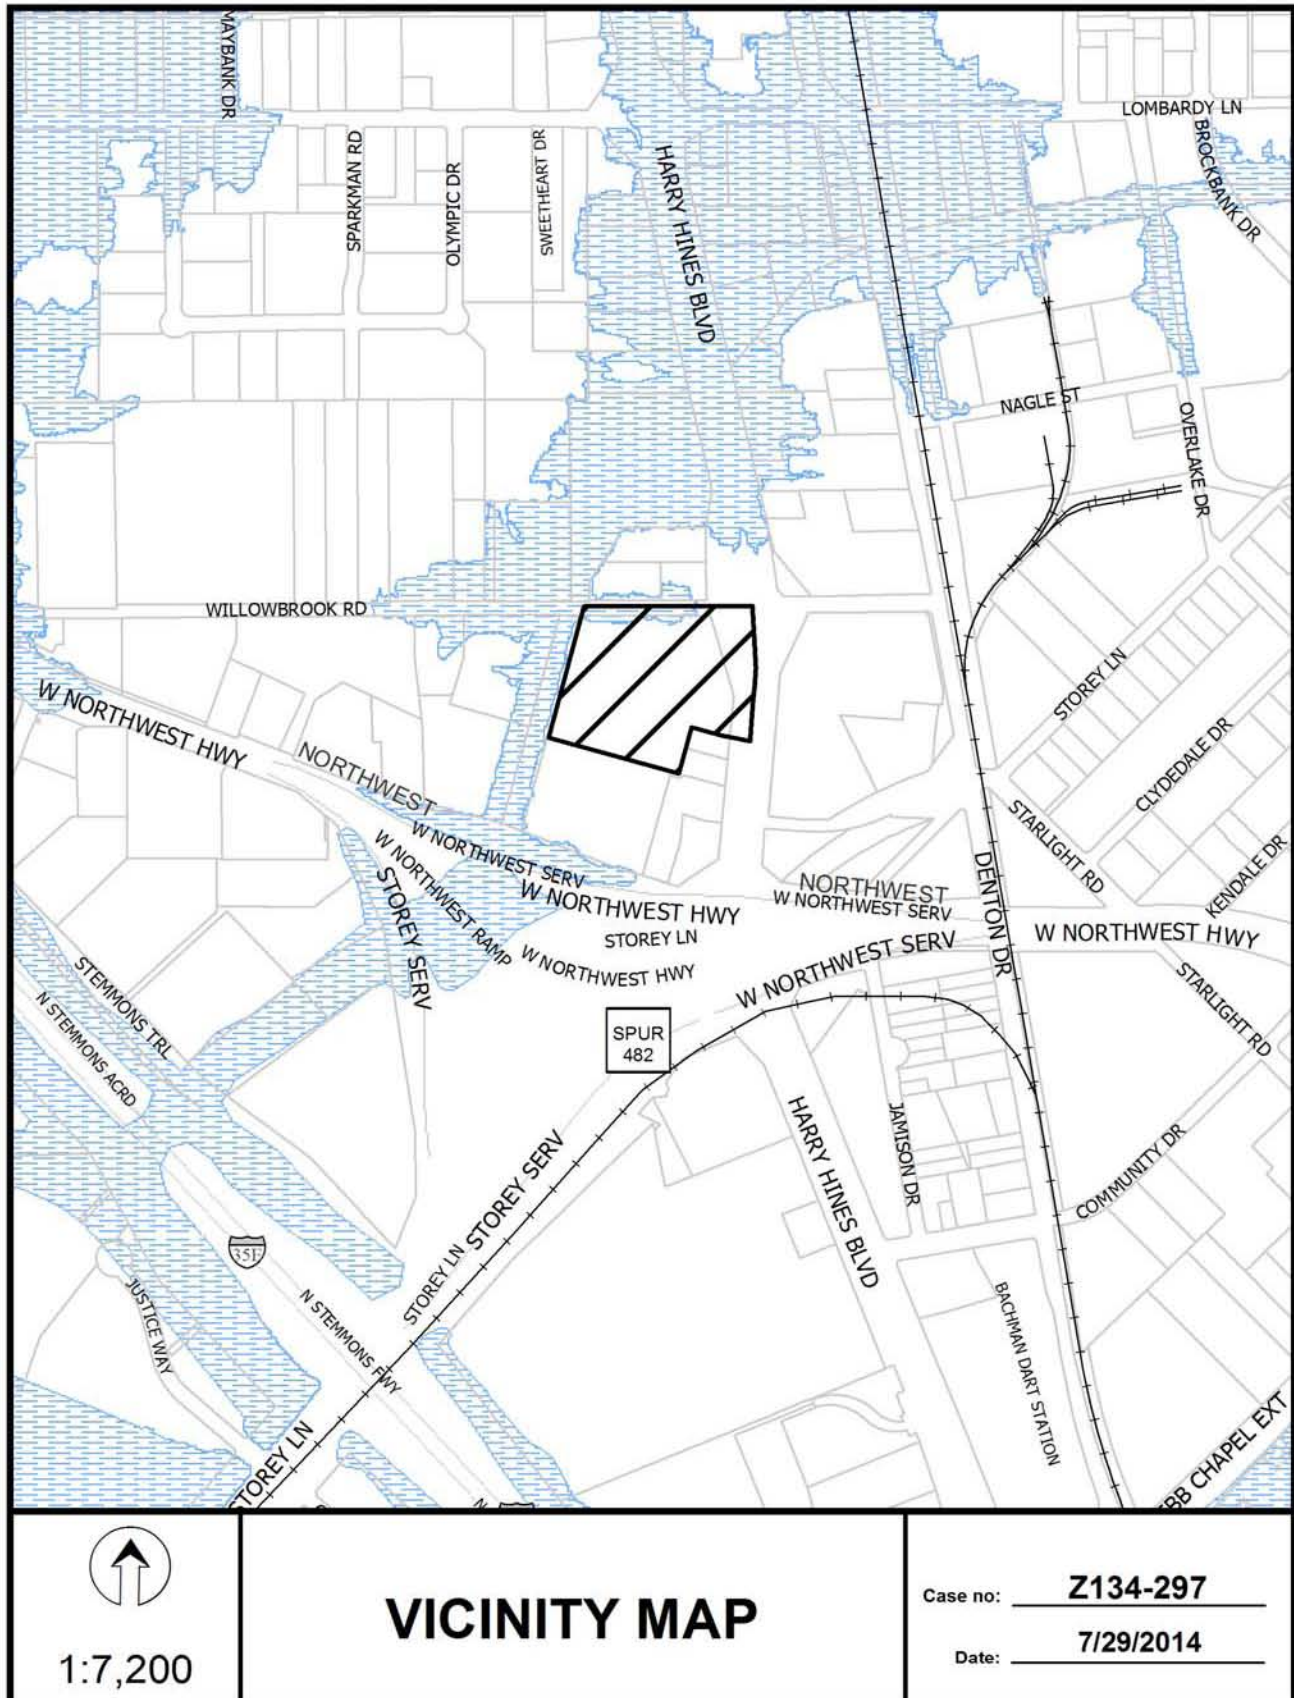 MAYBANK DR
LOMBARDY LN
BROCKBANK DR
SPARKMAN RD
OLYMPIC DR
SWEETHEART DR
HARRY HINES BLVD
NAGLE ST
OVERLAKE DR
WILLOWBROOK RD
STOREY LN
W NORTHWEST HWY
NORTHWEST
CLYDEDALE DR
W NORTHWEST SERV
STARLIGHT RD
W NORTHWEST RAMP
STOREY SERV
KENDALE DR
NORTHWEST
W NORTHWEST SERV
W NORTHWEST HWY
DENTON DR
STOREY LN
W NORTHWEST HWY
W NORTHWEST HWY
W NORTHWEST SERV
STEMMONS TRL
N STEMMONS ACRD
STARLIGHT RD
SPUR
482
HARRY HINES BLVD
JAMISON DR
COMMUNITY DR
STOREY SERV
35E
STOREY LN
JUSTICE WAY
N STEMMONS FWY
BACHMAN DART STATION
STOREY LN
BB CHAPEL EXT
N
1:7,200
VICINITY MAP
Case no: Z134-297
Date: 7/29/2014